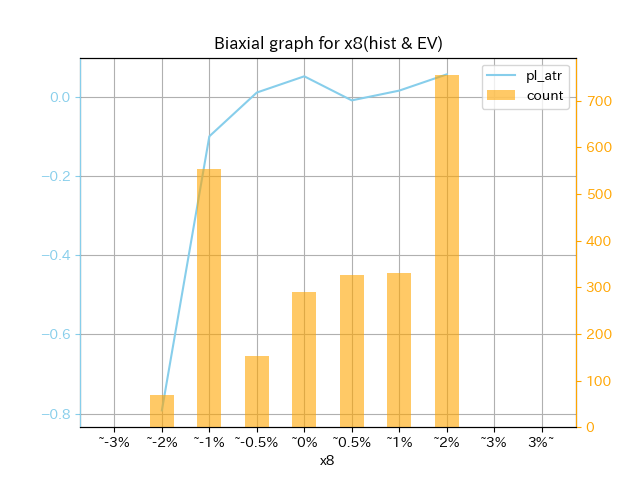 Biaxial graph for x8(hist & EV)
pl_atr
count
0.0
−0.2
−0.4
−0.6
−0.8
700
600
500
400
300
200
100
0
~-3% ~-2% ~-1% ~-0.5% ~0% ~0.5% ~1% ~2% ~3% 3%~
x8